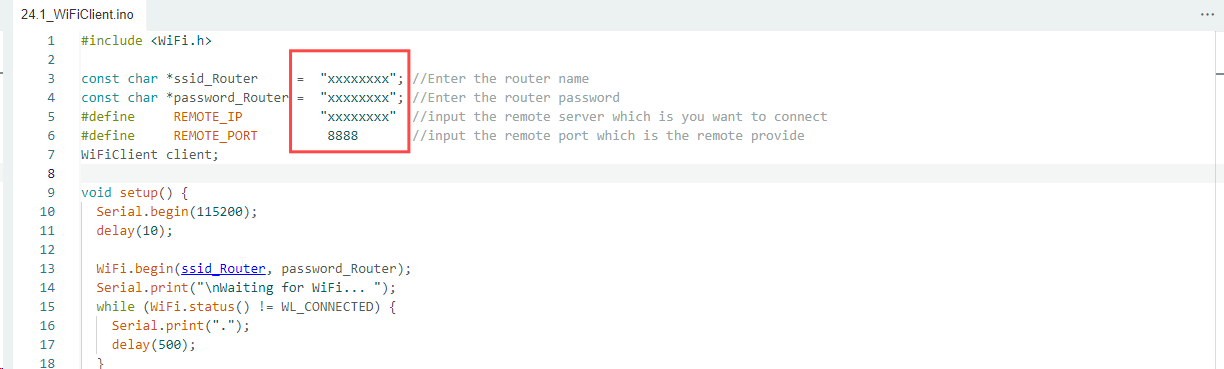 24.1_WiFiClient.ino ...
1 #include <WiFi.h>
2
3 const char *ssid_Router = "xxxxxxxx"; //Enter the router name
4 const char *password_Router = "xxxxxxxx"; //Enter the router password
5 #define REMOTE_IP "xxxxxxxx" //input the remote server which is you want to connect
6 #define REMOTE_PORT 8888 //input the remote port which is the remote provide
7 WiFiClient client;
8
9 void setup() {
10 Serial.begin(115200);
11 delay(10);
12
13 WiFi.begin(ssid_Router, password_Router);
14 Serial.print("\nWaiting for WiFi... ");
15 while (WiFi.status() != WL_CONNECTED) {
16 Serial.print(".");
17 delay(500);
18 }